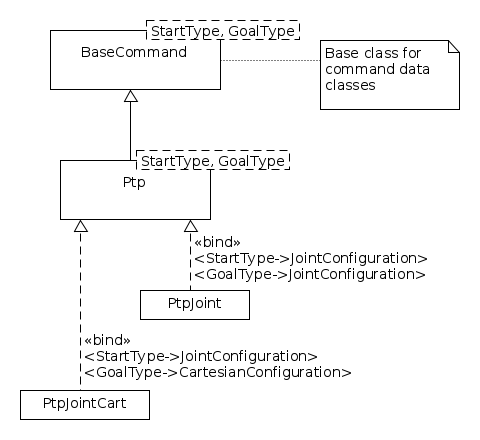 StartType, GoalType
BaseCommand
Base class for
command data
classes
StartType, GoalType
Ptp
«bind»
<StartType->JointConfiguration>
<GoalType->JointConfiguration>
PtpJoint
«bind»
<StartType->JointConfiguration>
<GoalType->CartesianConfiguration>
PtpJointCart